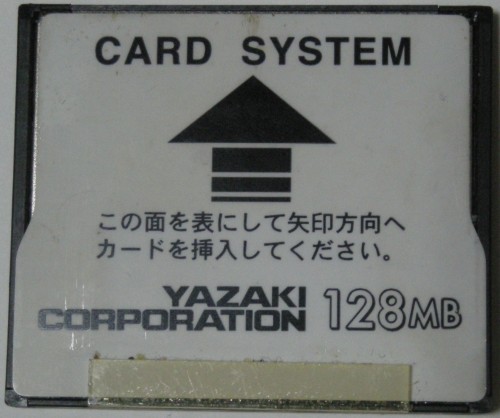 CARD SYSTEM
この面を表にして矢印方向へ
カードを挿入してください。
YAZAKI
CORPORATION 128MB